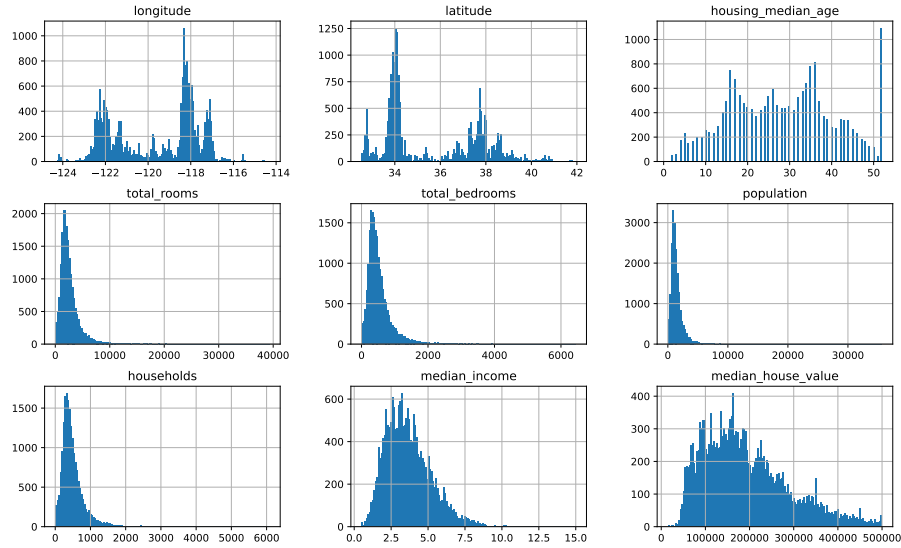 longitude
latitude
housing_median_age
1000
800
600
400
200
0
−124 −122 −120 −118 −116 −114
1250
1000
750
500
250
0
34 36 38 40 42
1000
800
600
400
200
0
0 10 20 30 40 50
total_rooms
total_bedrooms
population
2000
1500
1000
500
0
0 10000 20000 30000 40000
1500
1000
500
0
0 2000 4000 6000
3000
2000
1000
0
0 10000 20000 30000
households
median_income
median_house_value
1500
1000
500
0
0 1000 2000 3000 4000 5000 6000
600
400
200
0
0.0 2.5 5.0 7.5 10.0 12.5 15.0
400
300
200
100
0
0 100000 200000 300000 400000 500000